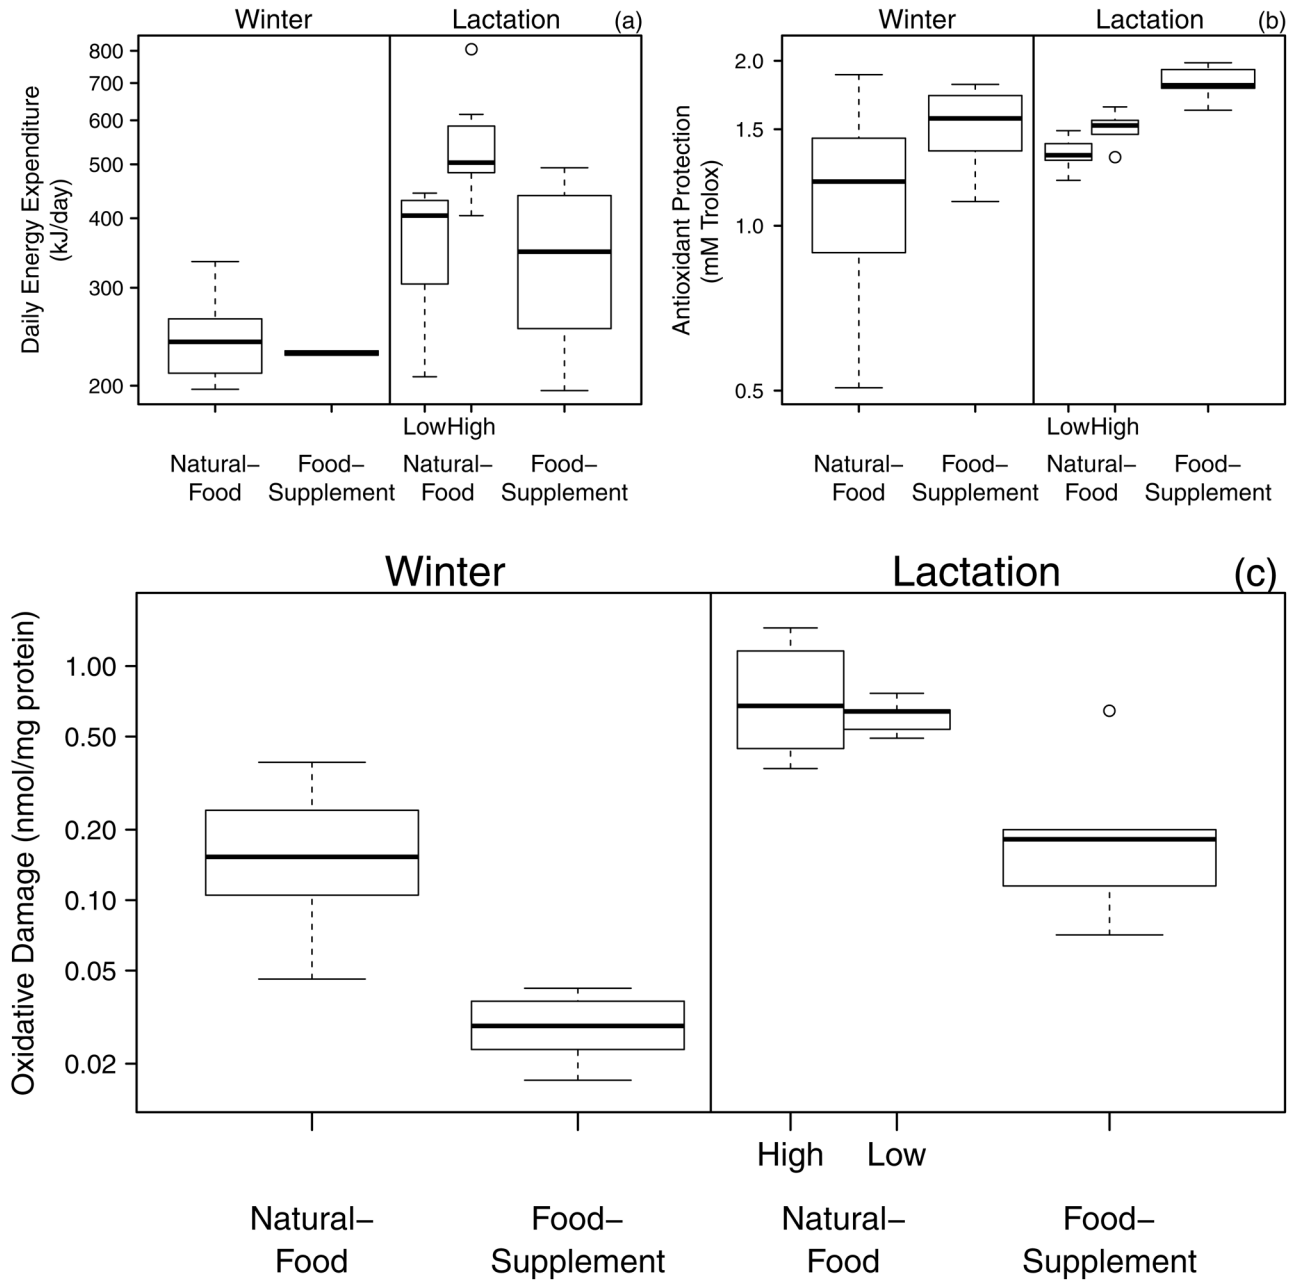 Winter Lactation (a)
Daily Energy Expenditure
(kJ/day)
800
700
600
500
400
300
200
LowHigh
Natural– Food– Natural– Food–
Food Supplement Food Supplement
Winter Lactation (b)
Antioxidant Protection
(mM Trolox)
2.0
1.5
1.0
0.5
LowHigh
Natural– Food– Natural– Food–
Food Supplement Food Supplement
Winter Lactation (c)
Oxidative Damage (nmol/mg protein)
1.00
0.50
0.20
0.10
0.05
0.02
High Low
Natural– Food– Natural– Food–
Food Supplement Food Supplement